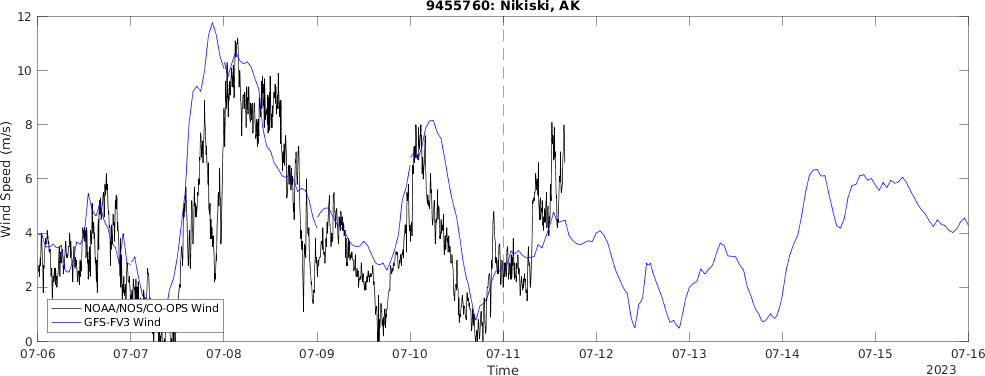 9455760: Nikiski, AK
Wind Speed (m/s)
12
10
8
6
4
2
0
NOAA/NOS/CO-OPS Wind
GFS-FV3 Wind
07-06 07-07 07-08 07-09 07-10 07-11 07-12 07-13 07-14 07-15 07-16
Time
2023